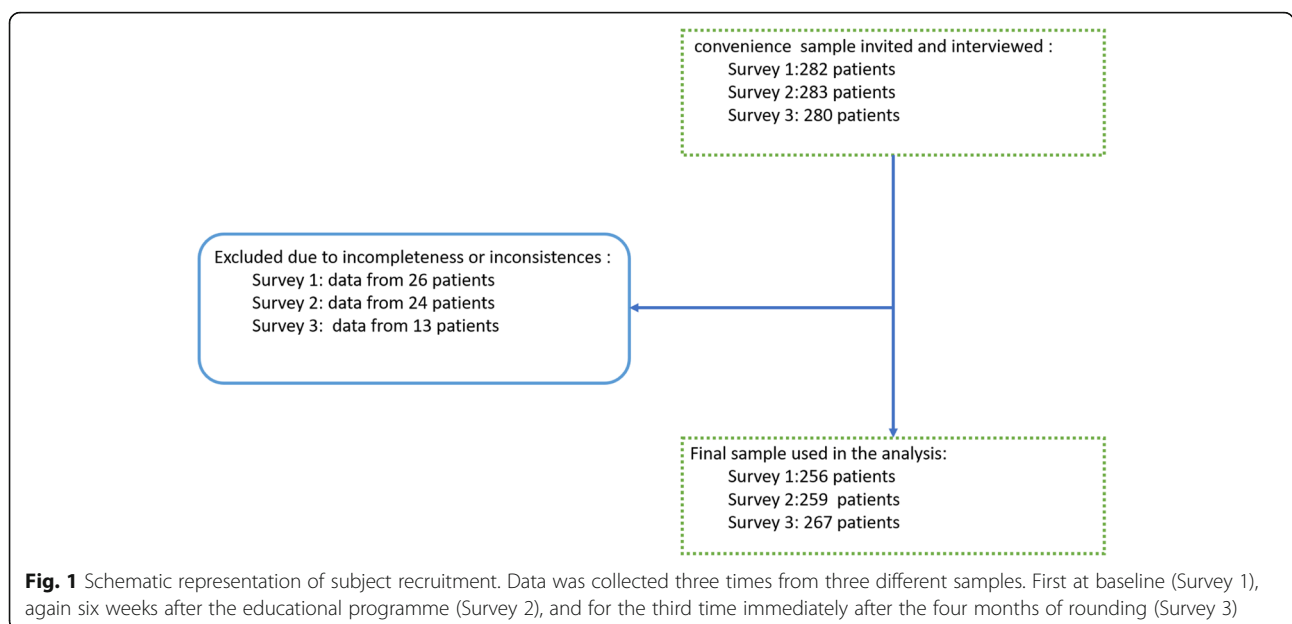 convenience sample invited and interviewed :
Survey 1:282 patients
Survey 2:283 patients
Survey 3: 280 patients
Excluded due to incompleteness or inconsistences :
Survey 1: data from 26 patients
Survey 2: data from 24 patients
Survey 3: data from 13 patients
Final sample used in the analysis:
Survey 1:256 patients
Survey 2:259 patients
Survey 3: 267 patients
Fig. 1 Schematic representation of subject recruitment. Data was collected three times from three different samples. First at baseline (Survey 1),
again six weeks after the educational programme (Survey 2), and for the third time immediately after the four months of rounding (Survey 3)